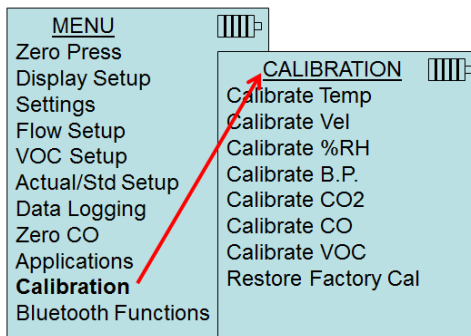 MENU
Zero Press
Display Setup
Settings
Flow Setup
VOC Setup
Actual/Std Setup
Data Logging
Zero CO
Applications
Calibration
Bluetooth Functions
CALIBRATION
Calibrate Temp
Calibrate Vel
Calibrate %RH
Calibrate B.P.
Calibrate CO2
Calibrate CO
Calibrate VOC
Restore Factory Cal